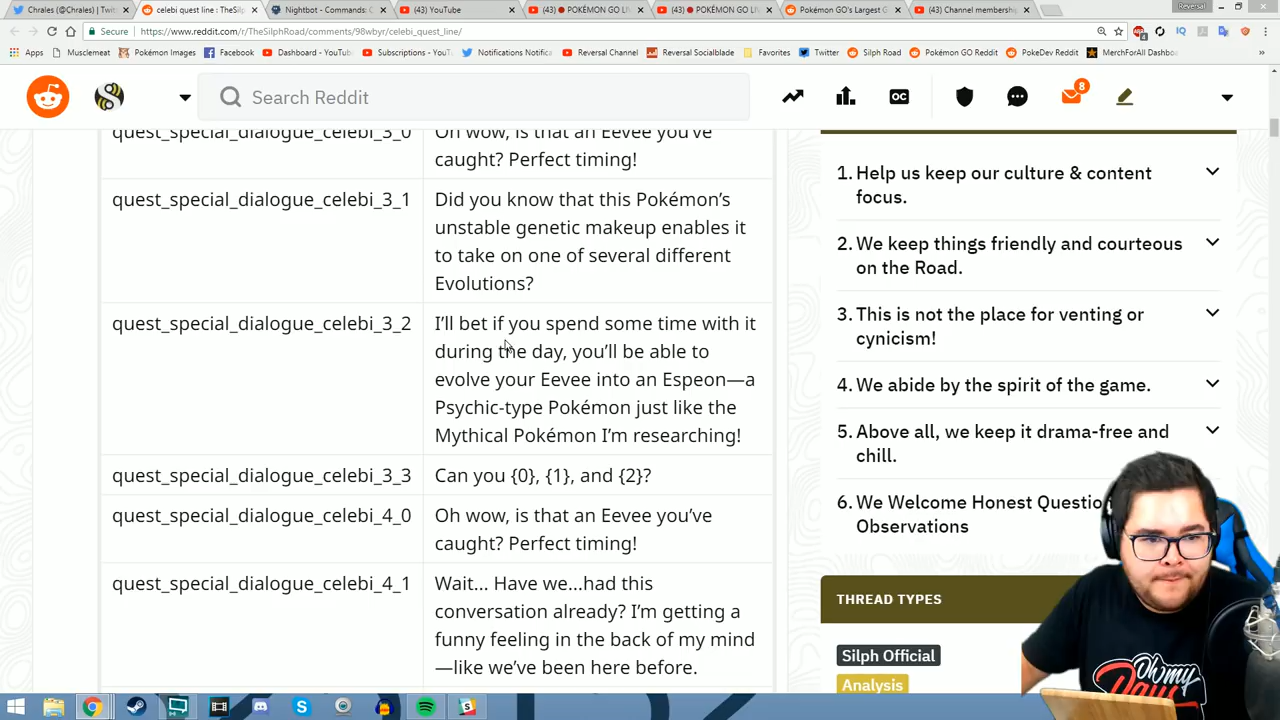 Chrales (@Chrales) | Twitt
celebi quest line : TheSilp
Nightbot - Commands: C
(43) YouTube
(43) POKÉMON GO LIV
(43) POKÉMON GO LIV
Pokémon GO's Largest G
(43) Channel membership
Reversal
Secure
https://www.reddit.com/r/TheSilphRoad/comments/98wbyr/celebi_quest_line/
Apps
Musclemeat
Pokémon Images
Facebook
Dashboard - YouTub
Subscriptions - YouT
Notifications Notifica
Reversal Channel
Reversal Socialblade
Favorites
Twitter
Silph Road
Pokémon GO Reddit
PokeDev Reddit
MerchForAll Dashbo
Search Reddit
OC
8
quest_special_dialogue_celebi_3_0
Oh wow, is that an Eevee you've
caught? Perfect timing!
quest_special_dialogue_celebi_3_1
Did you know that this Pokémon's
unstable genetic makeup enables it
to take on one of several different
Evolutions?
quest_special_dialogue_celebi_3_2
I'll bet if you spend some time with it
during the day, you'll be able to
evolve your Eevee into an Espeon—a
Psychic-type Pokémon just like the
Mythical Pokémon I'm researching!
quest_special_dialogue_celebi_3_3
Can you {0}, {1}, and {2}?
quest_special_dialogue_celebi_4_0
Oh wow, is that an Eevee you've
caught? Perfect timing!
quest_special_dialogue_celebi_4_1
Wait... Have we...had this
conversation already? I'm getting a
funny feeling in the back of my mind
—like we've been here before.
1. Help us keep our culture & content
focus.
2. We keep things friendly and courteous
on the Road.
3. This is not the place for venting or
cynicism!
4. We abide by the spirit of the game.
5. Above all, we keep it drama-free and
chill.
6. We Welcome Honest Questio
Observations
THREAD TYPES
Silph Official
Analysis
Oh my